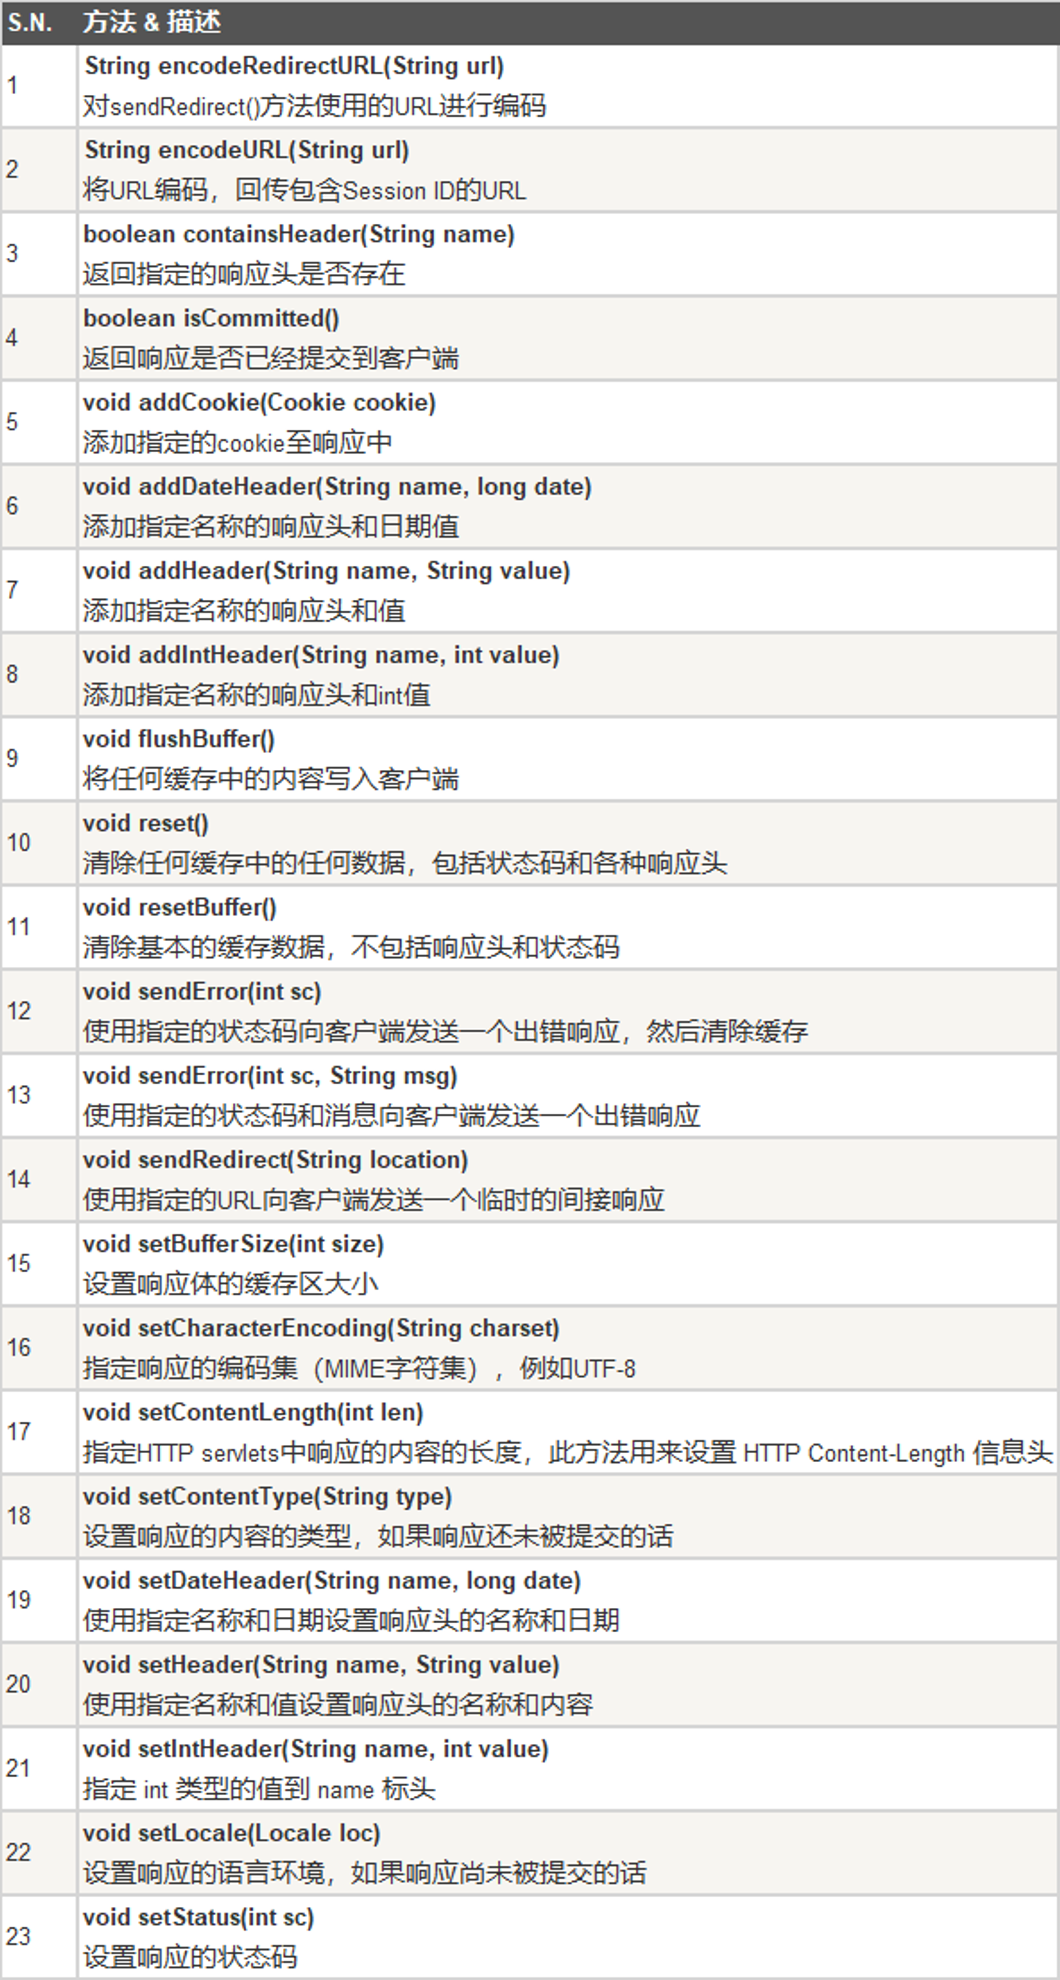 S.N. 方法 & 描述
1
String encodeRedirectURL(String url)
对sendRedirect()方法使用的URL进行编码
2
String encodeURL(String url)
将URL编码，回传包含Session ID的URL
3
boolean containsHeader(String name)
返回指定的响应头是否存在
4
boolean isCommitted()
返回响应是否已经提交到客户端
5
void addCookie(Cookie cookie)
添加指定的cookie至响应中
6
void addDateHeader(String name, long date)
添加指定名称的响应头和日期值
7
void addHeader(String name, String value)
添加指定名称的响应头和值
8
void addIntHeader(String name, int value)
添加指定名称的响应头和int值
9
void flushBuffer()
将任何缓存中的内容写入客户端
10
void reset()
清除任何缓存中的任何数据，包括状态码和各种响应头
11
void resetBuffer()
清除基本的缓存数据，不包括响应头和状态码
12
void sendError(int sc)
使用指定的状态码向客户端发送一个出错响应，然后清除缓存
13
void sendError(int sc, String msg)
使用指定的状态码和消息向客户端发送一个出错响应
14
void sendRedirect(String location)
使用指定的URL向客户端发送一个临时的间接响应
15
void setBufferSize(int size)
设置响应体的缓存区大小
16
void setCharacterEncoding(String charset)
指定响应的编码集（MIME字符集），例如UTF-8
17
void setContentLength(int len)
指定HTTP servlets中响应的内容的长度，此方法用来设置 HTTP Content-Length 信息头
18
void setContentType(String type)
设置响应的内容的类型，如果响应还未被提交的话
19
void setDateHeader(String name, long date)
使用指定名称和日期设置响应头的名称和日期
20
void setHeader(String name, String value)
使用指定名称和值设置响应头的名称和内容
21
void setIntHeader(String name, int value)
指定 int 类型的值到 name 标头
22
void setLocale(Locale loc)
设置响应的语言环境，如果响应尚未被提交的话
23
void setStatus(int sc)
设置响应的状态码